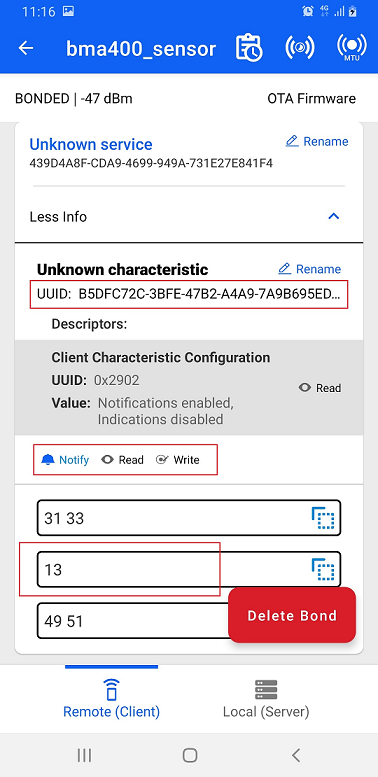 11:16
4G
bma400_sensor
MTU
BONDED | -47 dBm
OTA Firmware
Unknown service
Rename
439D4A8F-CDA9-4699-949A-731E27E841F4
Less Info
Unknown characteristic
Rename
UUID: B5DFC72C-3BFE-47B2-A4A9-7A9B695ED...
Descriptors:
Client Characteristic Configuration
UUID: 0x2902
Read
Value: Notifications enabled,
Indications disabled
Notify
Read
Write
31 33
13
49 51
Delete Bond
Remote (Client)
Local (Server)